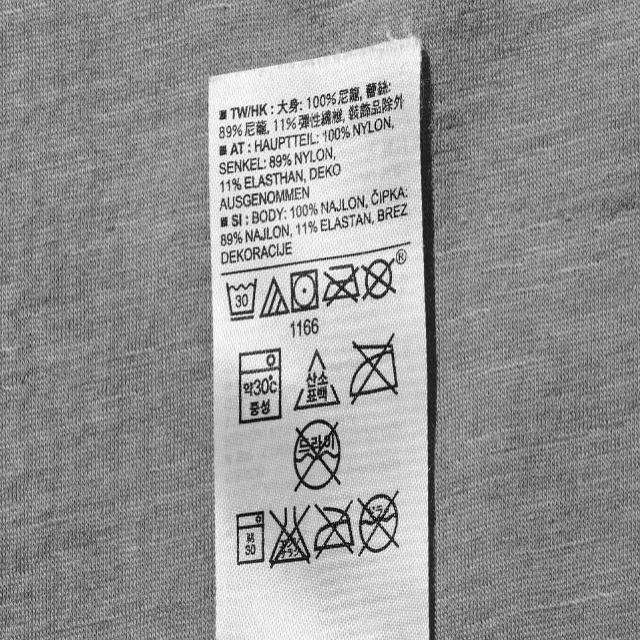 ■ TW/HK : 大身: 100%尼龍, 蕾絲:
89%尼龍, 11%彈性纖維, 裝飾品除外
■ AT : HAUPTTEIL: 100% NYLON,
SENKEL: 89% NYLON,
11% ELASTHAN, DEKO
AUSGENOMMEN
■ SI : BODY: 100% NAJLON, ČIPKA:
89% NAJLON, 11% ELASTAN, BREZ
DEKORACIJE
30 ®
1166
약30℃
중성
산소
표백
드라이
30